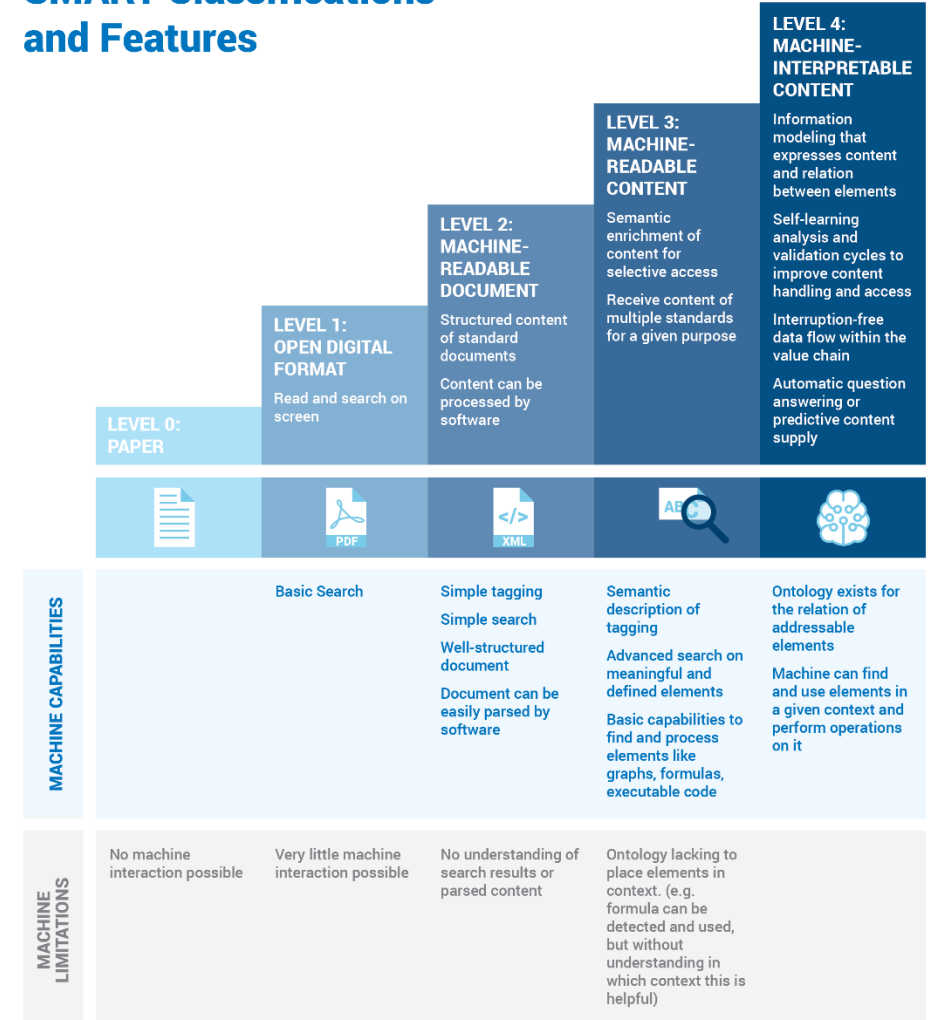 SMART Classifications
and Features
LEVEL 0:
PAPER
LEVEL 1:
OPEN DIGITAL
FORMAT
Read and search on
screen
LEVEL 2:
MACHINE-
READABLE
DOCUMENT
Structured content
of standard
documents
Content can be
processed by
software
LEVEL 3:
MACHINE-
READABLE
CONTENT
Semantic
enrichment of
content for
selective access
Receive content of
multiple standards
for a given purpose
LEVEL 4:
MACHINE-
INTERPRETABLE
CONTENT
Information
modeling that
expresses content
and relation
between elements
Self-learning
analysis and
validation cycles to
improve content
handling and access
Interruption-free
data flow within the
value chain
Automatic question
answering or
predictive content
supply
PDF
</>
XML
ABC
MACHINE CAPABILITIES
Basic Search
Simple tagging
Simple search
Well-structured
document
Document can be
easily parsed by
software
Semantic
description of
tagging
Advanced search on
meaningful and
defined elements
Basic capabilities to
find and process
elements like
graphs, formulas,
executable code
Ontology exists for
the relation of
addressable
elements
Machine can find
and use elements in
a given context and
perform operations
on it
MACHINE
LIMITATIONS
No machine
interaction possible
Very little machine
interaction possible
No understanding of
search results or
parsed content
Ontology lacking to
place elements in
context. (e.g.
formula can be
detected and used,
but without
understanding in
which context this is
helpful)